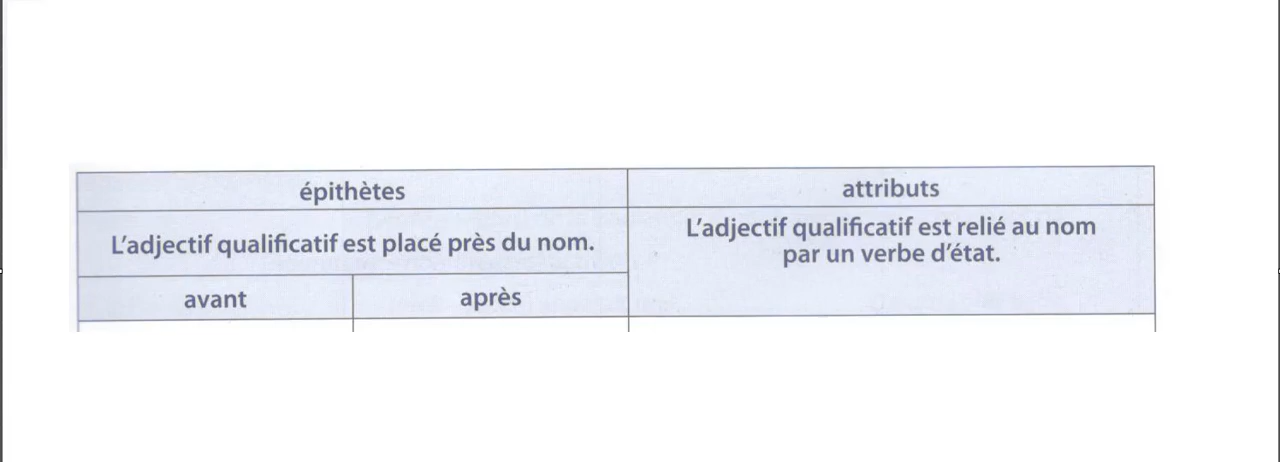 épithètes
attributs
L'adjectif qualificatif est placé près du nom.
L'adjectif qualificatif est relié au nom
par un verbe d'état.
avant
après